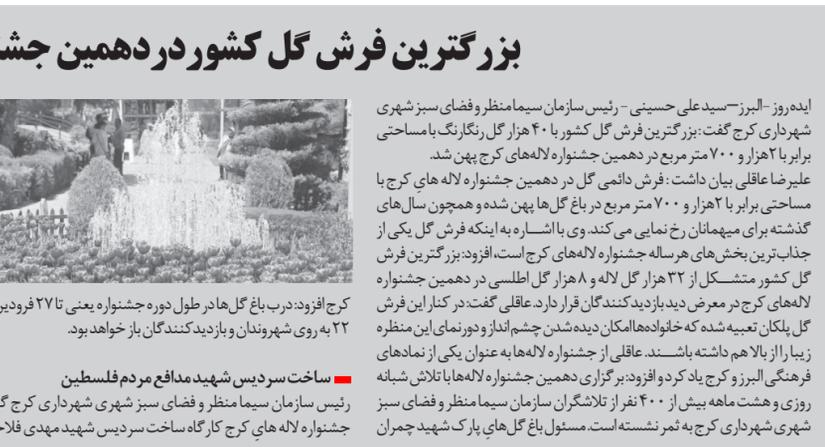 بزرگترین فرش گل کشور در دهمین
ایده‌روز -البرز–سیدعلی حسینی - رئیس سازمان سیما منظر و فضای سبز شهری
شهرداری کرج گفت: بزرگترین فرش گل کشور با ۴۰ هزار گل رنگارنگ با مساحتی
برابر با ۲هزار و ۷۰۰ متر مربع در دهمین جشنواره لاله‌های کرج پهن شد.
علیرضا عاقلی بیان داشت : فرش دائمی گل در دهمین جشنواره لاله های کرج با
مساحتی برابر با ۲هزار و ۷۰۰ متر مربع در باغ گل‌ها پهن شده و همچون سال‌های
گذشته برای میهمانان رخ نمایی می کند. وی با اشاره به اینکه فرش گل یکی از
جذاب‌ترین بخش‌های هرساله جشنواره لاله‌های کرج است، افزود: بزرگترین فرش
گل کشور متشکل از ۳۲ هزار گل لاله و ۸ هزار گل اطلسی در دهمین جشنواره
لاله‌های کرج در معرض دید بازدیدکنندگان قرار دارد. عاقلی گفت: در کنار این فرش
گل پلکان تعبیه شده که خانواده‌ها امکان دیده شدن چشم انداز و دورنمای این منظره
زیبا را از بالا هم داشته باشند. عاقلی از جشنواره لاله‌ها به عنوان یکی از نمادهای
فرهنگی البرز و کرج یاد کرد و افزود: برگزاری دهمین جشنواره لاله‌ها با تلاش شبانه
روزی و هشت ماهه بیش از ۴۰۰ نفر از تلاشگران سازمان سیما منظر و فضای سبز
شهری شهرداری کرج به ثمر نشسته است. مسئول باغ گل‌های پارک شهید چمران
کرج افزود: درب باغ گل‌ها در طول دوره جشنواره یعنی تا ۲۷
۲۲ به روی شهروندان و بازدیدکنندگان باز خواهد بود.
ساخت سردیس شهید مدافع مردم فلسطین
رئیس سازمان سیما منظر و فضای سبز شهری شهرداری کرج
جشنواره لاله های کرج کارگاه ساخت سردیس شهید مهدی